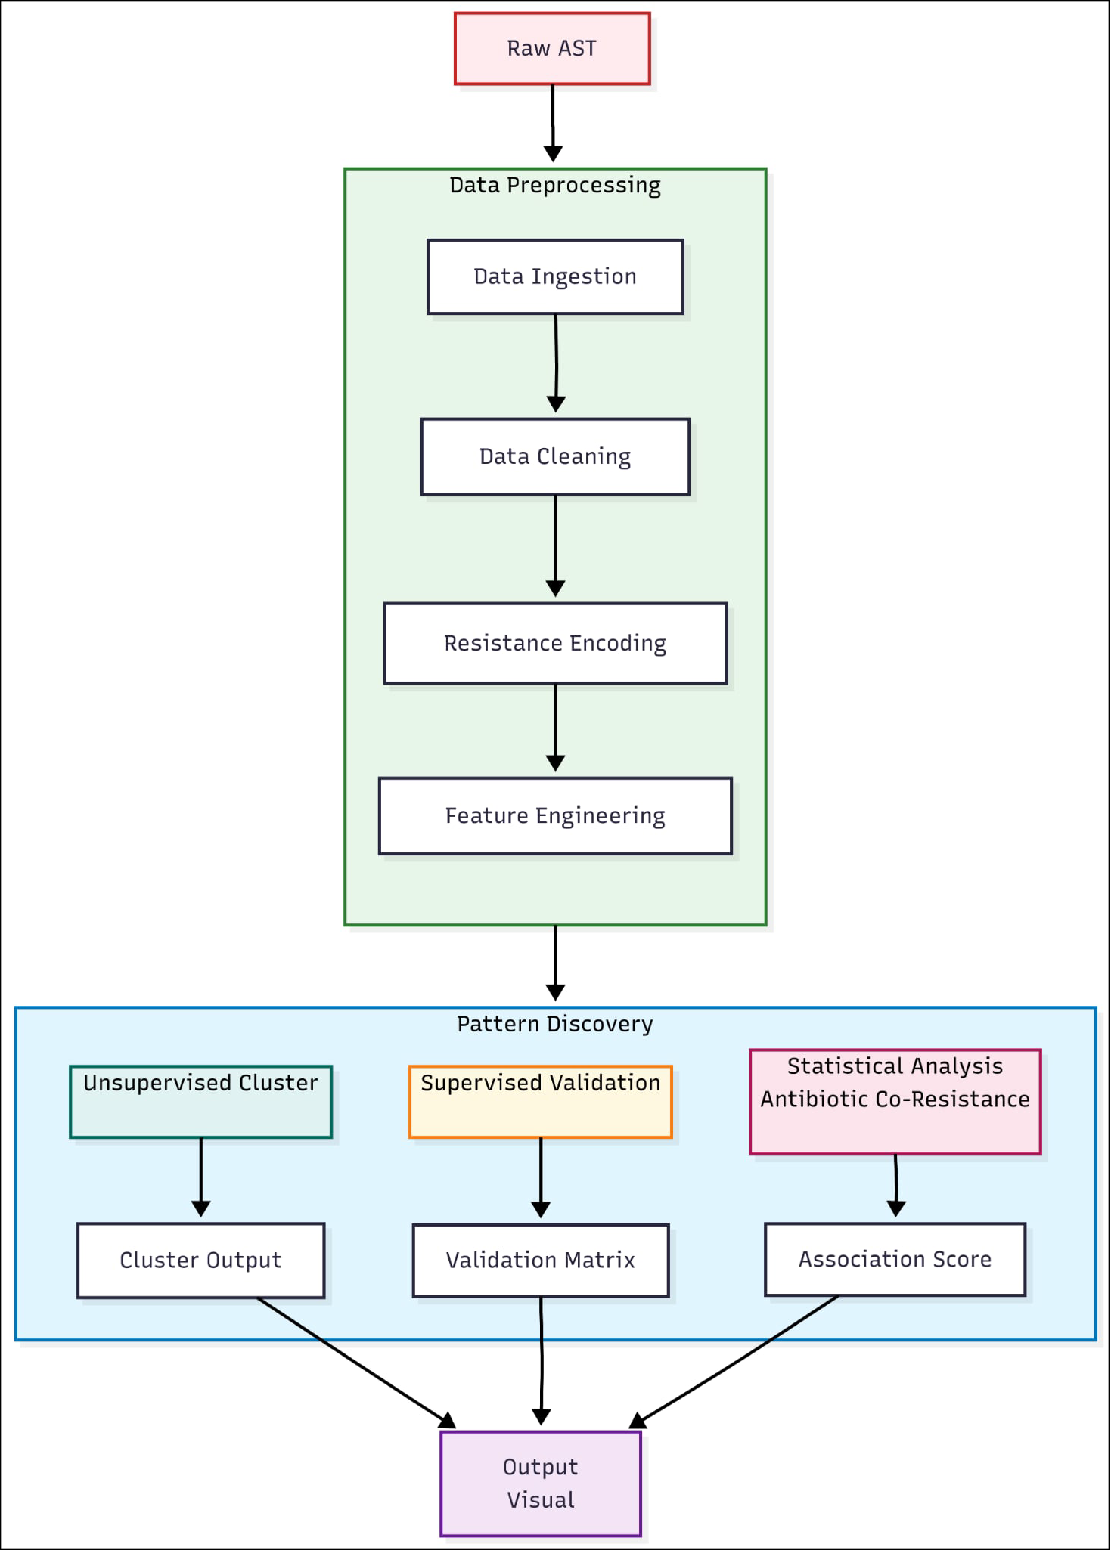 Raw AST
Data Preprocessing
Data Ingestion
Data Cleaning
Resistance Encoding
Feature Engineering
Pattern Discovery
Unsupervised Cluster
Supervised Validation
Statistical Analysis
Antibiotic Co-Resistance
Cluster Output
Validation Matrix
Association Score
Output
Visual